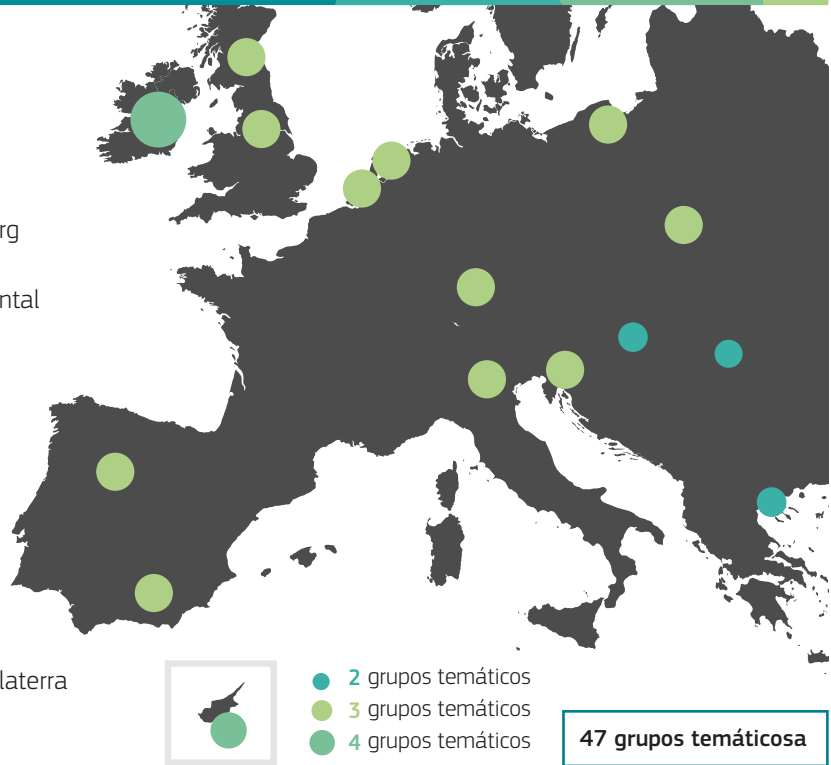 rg
ntal
laterra
2 grupos temáticos
3 grupos temáticos
4 grupos temáticos
47 grupos temáticosa